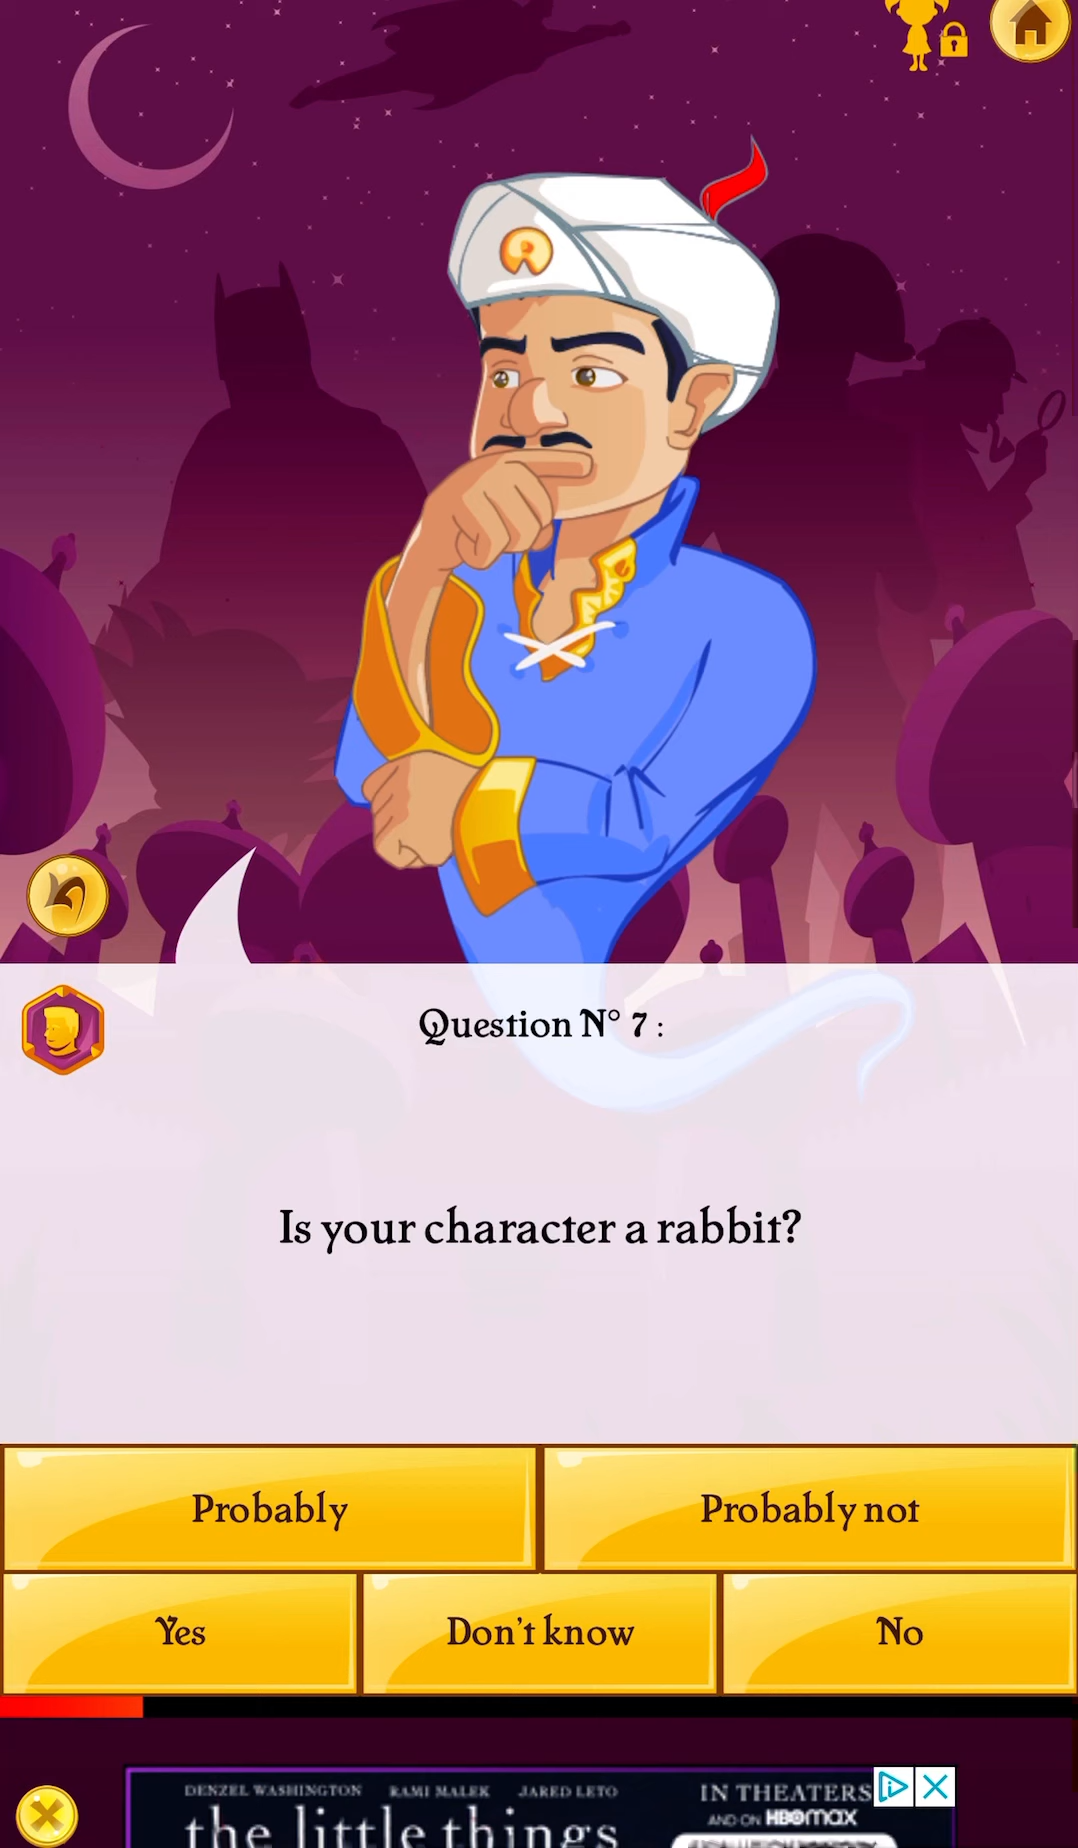 Question N° 7 :
Is your character a rabbit?
Probably
Probably not
Yes
Don't know
No
DENZEL WASHINGTON RAMI MALEK JARED LETO
the little things
IN THEATERS
AND ON HBOMAX